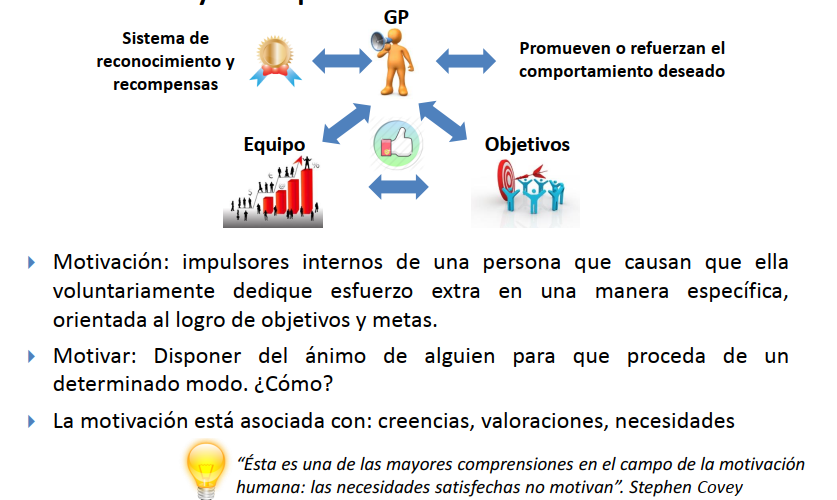 GP
Sistema de
reconocimiento y
recompensas
Promueven o refuerzan el
comportamiento deseado
Equipo
Objetivos
Motivación: impulsores internos de una persona que causan que ella
voluntariamente dedique esfuerzo extra en una manera específica,
orientada al logro de objetivos y metas.
Motivar: Disponer del ánimo de alguien para que proceda de un
determinado modo. ¿Cómo?
La motivación está asociada con: creencias, valoraciones, necesidades
“Ésta es una de las mayores comprensiones en el campo de la motivación
humana: las necesidades satisfechas no motivan”. Stephen Covey